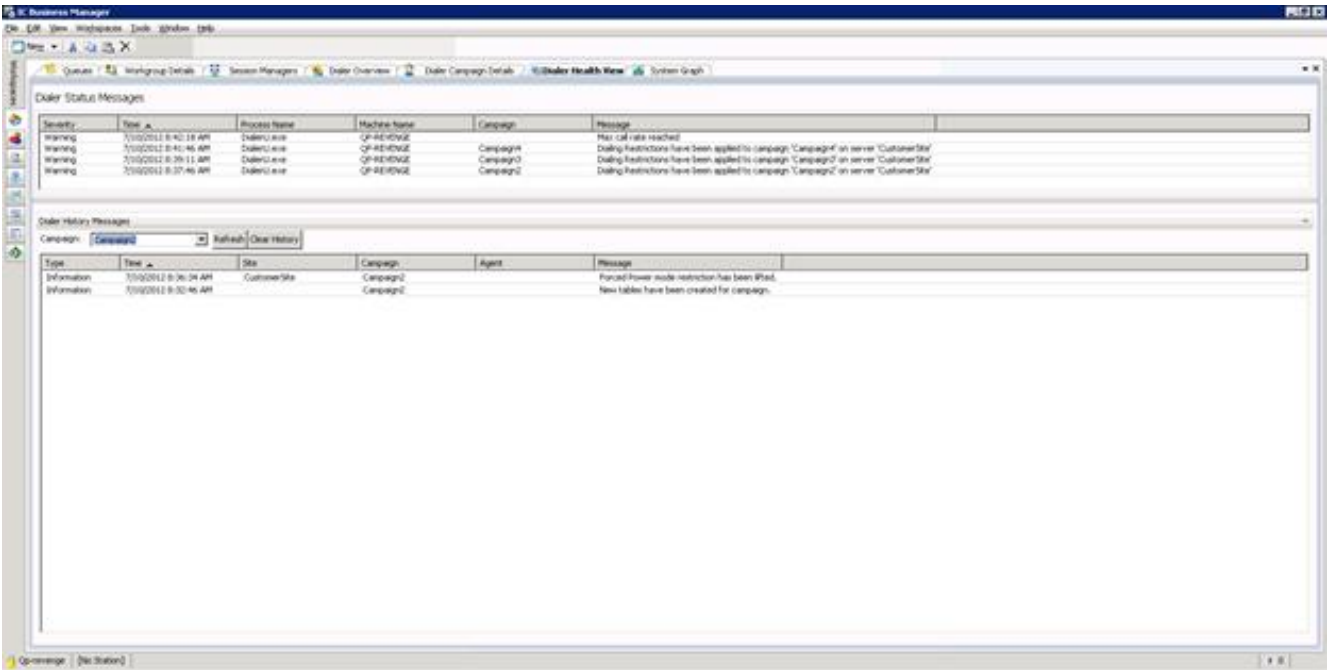 IC Business Manager
File Edit View Workspaces Tools Window Help
New
Queues Workgroup Details Session Managers Dialer Overview Dialer Campaign Details Dialer Health View System Graph
Dialer Status Messages
Severity Time Process Name Machine Name Campaign Message
Warning 7/10/2012 8:42:18 AM DialerU.exe QP-REVENGE Max call rate reached
Warning 7/10/2012 8:41:46 AM DialerU.exe QP-REVENGE Campaign4 Dialing Restrictions have been applied to campaign 'Campaign4' on server 'CustomerSite'
Warning 7/10/2012 8:39:11 AM DialerU.exe QP-REVENGE Campaign3 Dialing Restrictions have been applied to campaign 'Campaign3' on server 'CustomerSite'
Warning 7/10/2012 8:37:46 AM DialerU.exe QP-REVENGE Campaign2 Dialing Restrictions have been applied to campaign 'Campaign2' on server 'CustomerSite'
Dialer History Messages
Campaign: Campaign2 Refresh Clear History
Type Time Site Campaign Agent Message
Information 7/10/2012 8:36:34 AM CustomerSite Campaign2 Forced Power mode restriction has been lifted.
Information 7/10/2012 8:32:46 AM Campaign2 New tables have been created for campaign.
Qp-revenge [No Station]